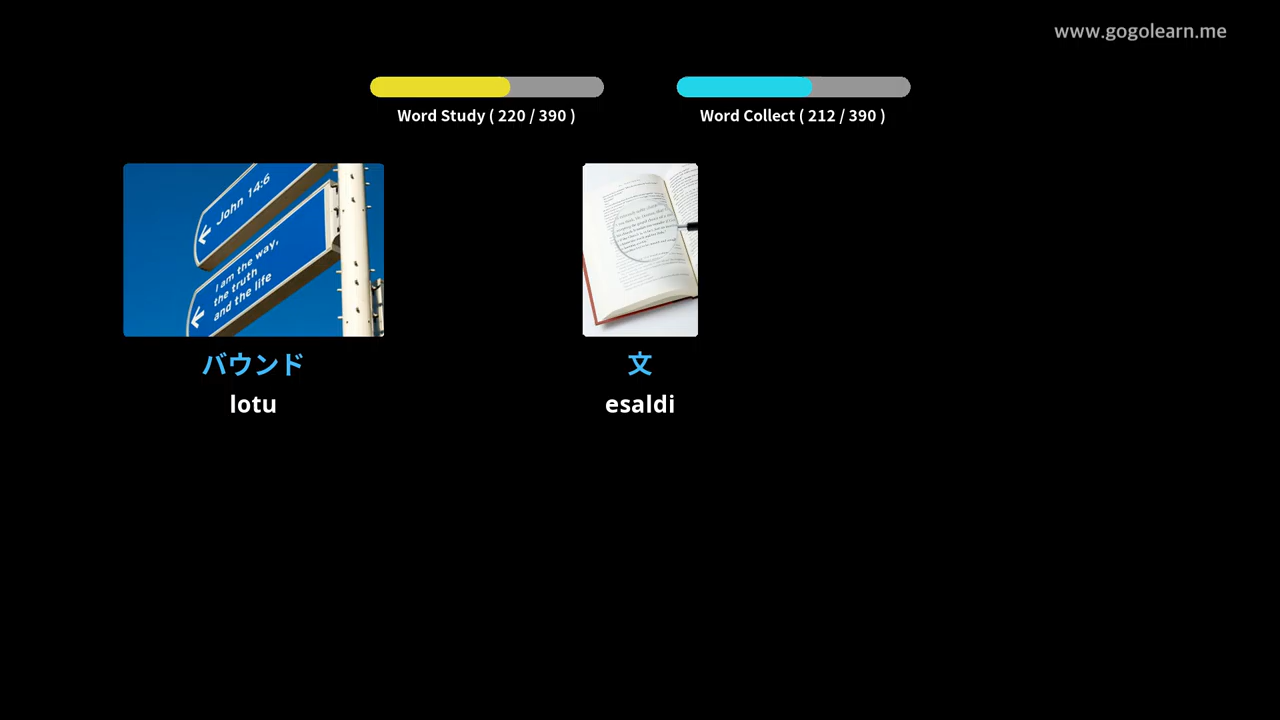 www.gogolearn.me
Word Study ( 220 / 390 )
Word Collect ( 212 / 390 )
John 14:6
I am the way,
the truth
and the life
バウンド
lotu
文
esaldi